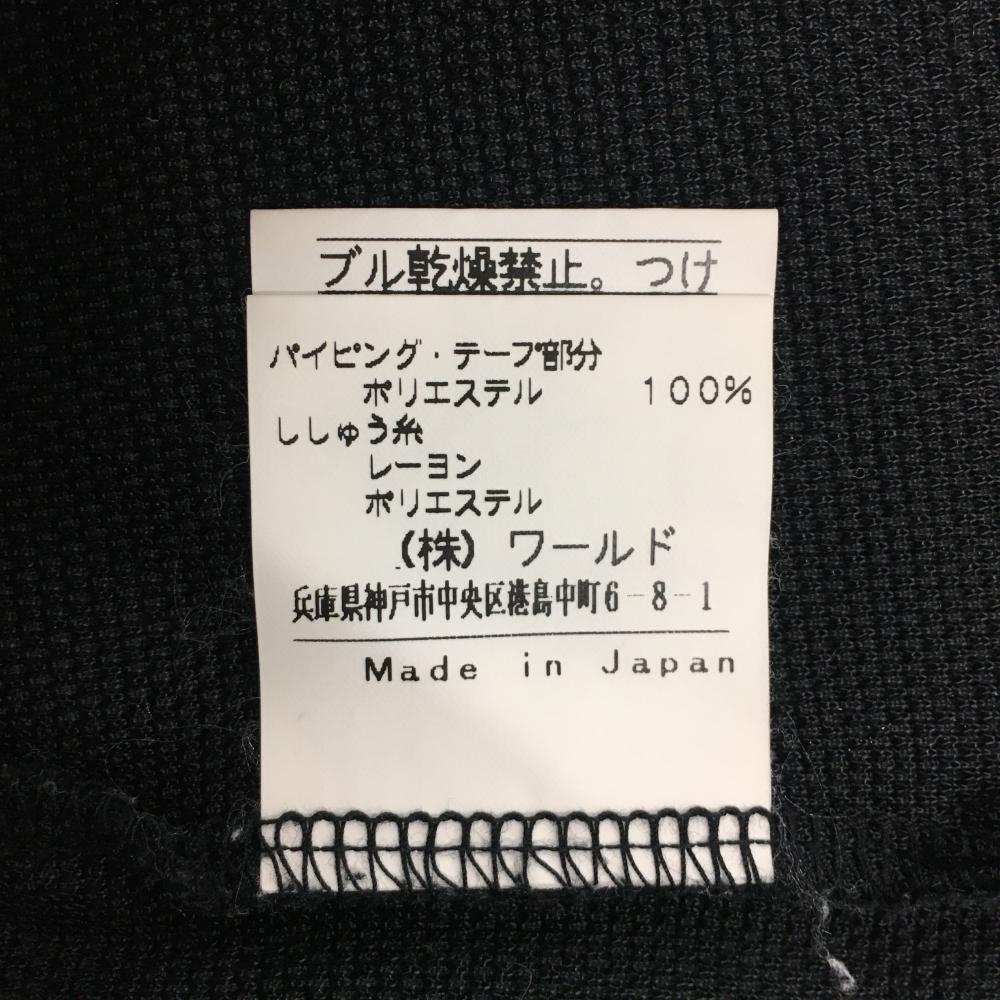 ブル乾燥禁止。つけ
パイピング・テープ部分
ポリエステル 100%
ししゅう糸
レーヨン
ポリエステル
(株) ワールド
兵庫県神戸市中央区港島中町6-8-1
Made in Japan